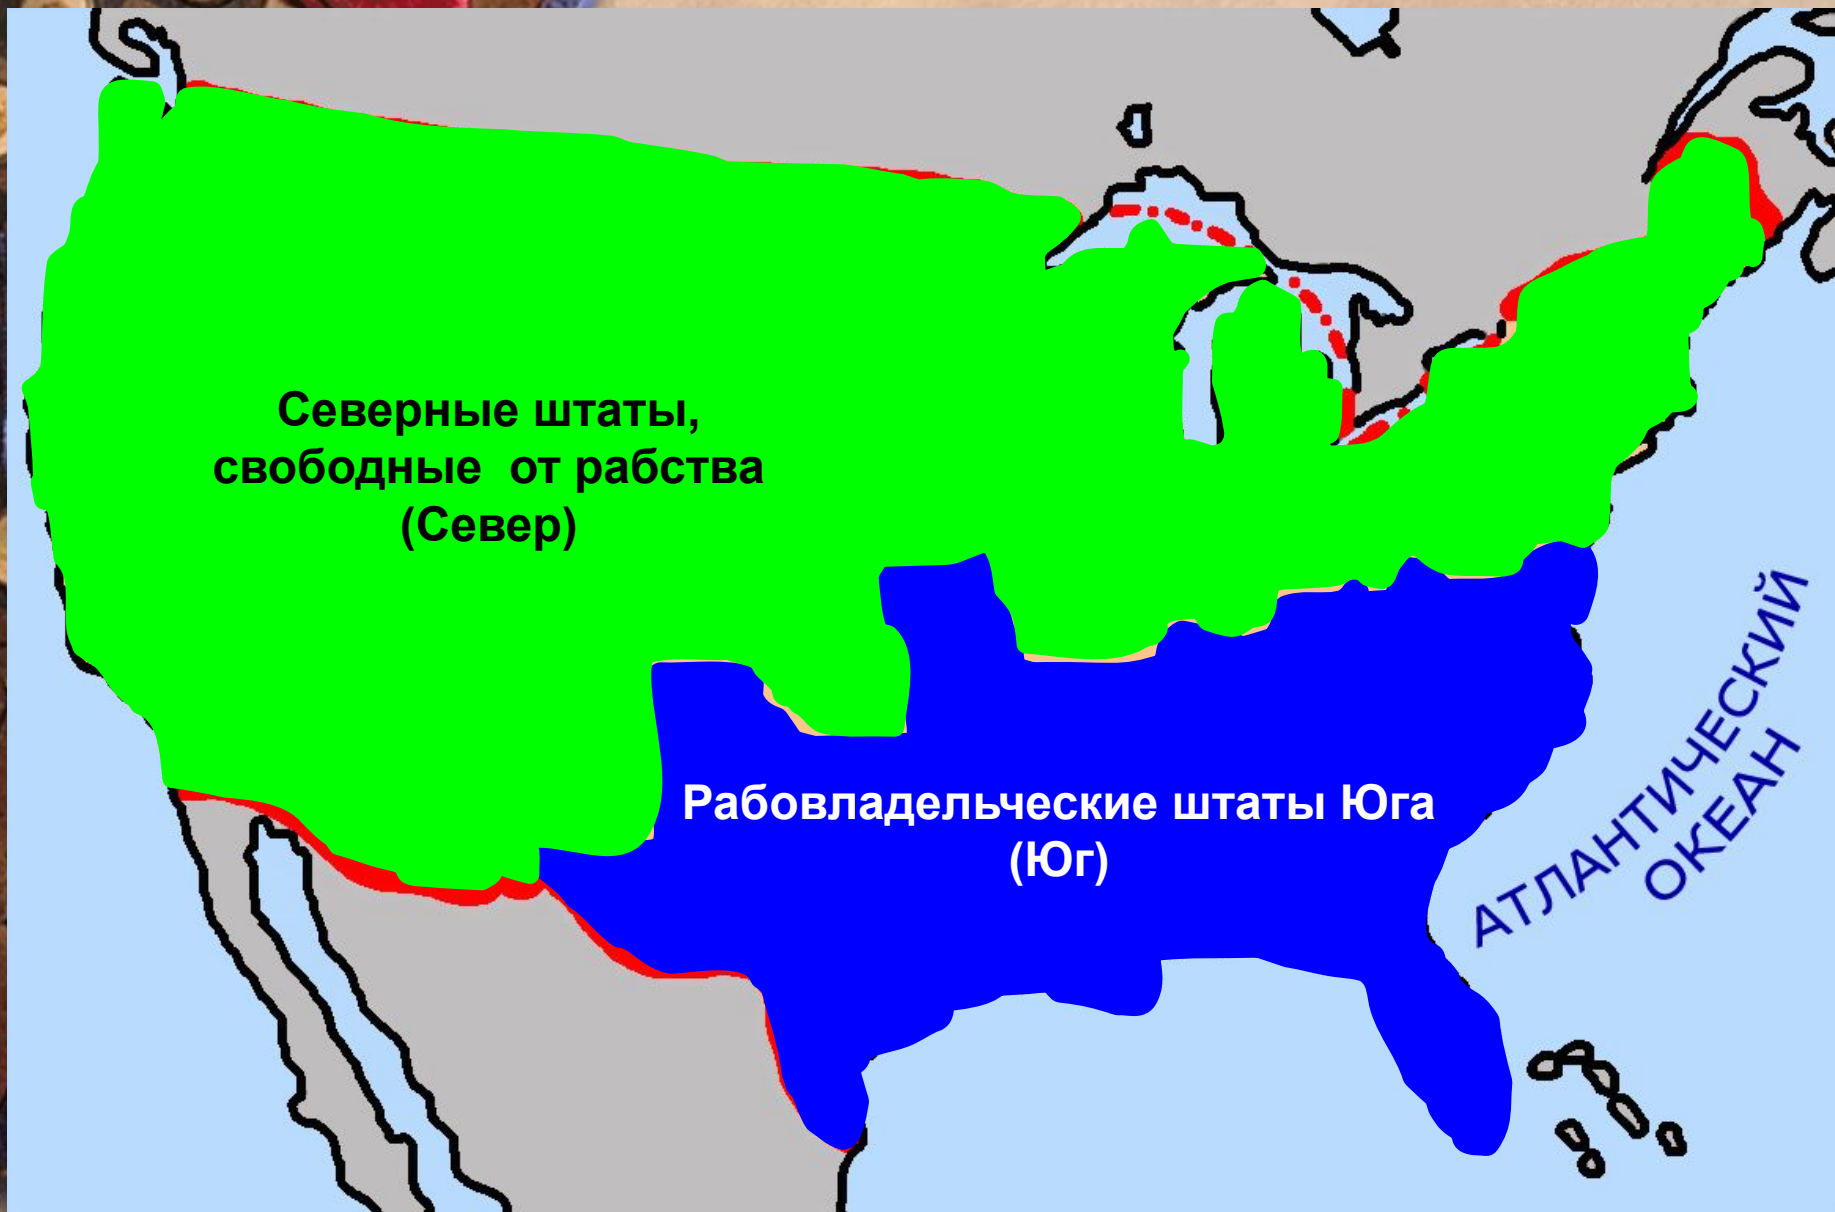 Северные штаты,
свободные от рабства
(Север)
Рабовладельческие штаты Юга
(Юг)
АТЛАНТИЧЕСКИЙ
ОКЕАН